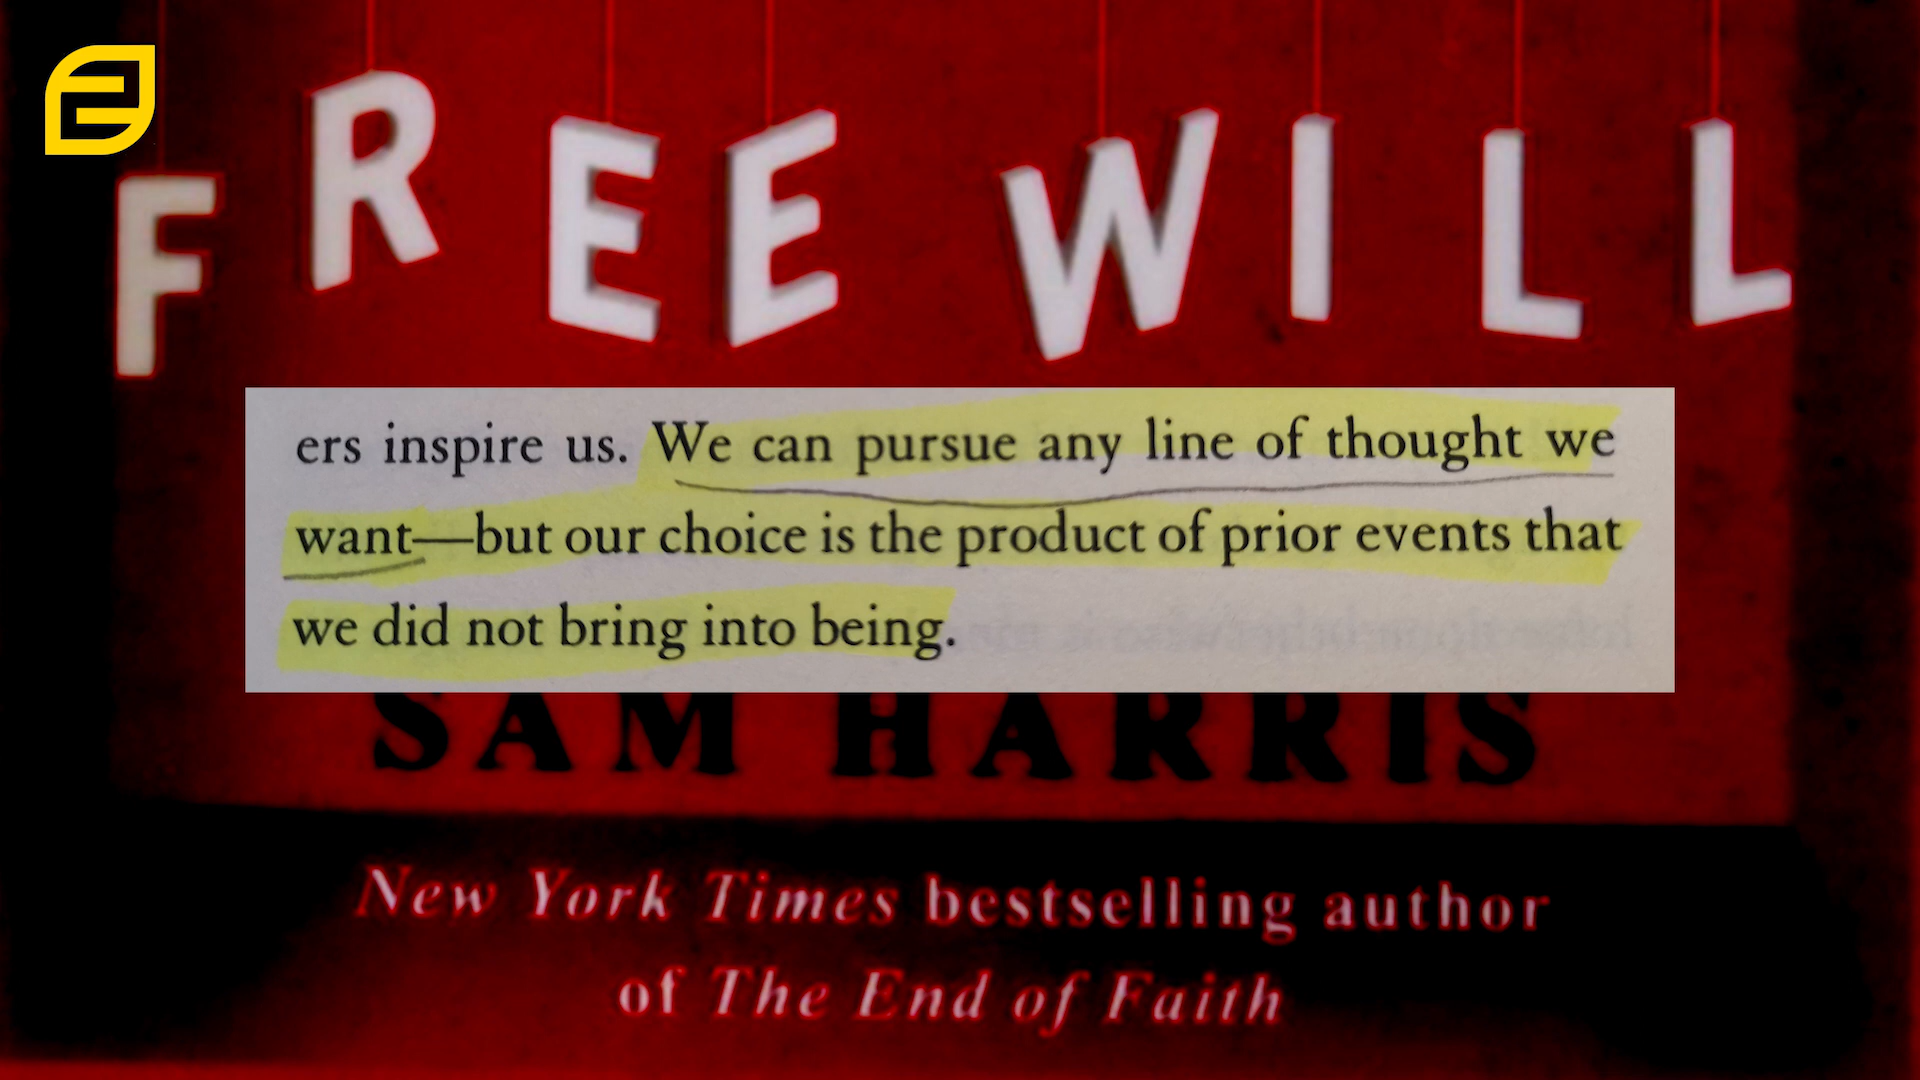 FREE WILL
ers inspire us. We can pursue any line of thought we
want—but our choice is the product of prior events that
we did not bring into being.
SAM HARRIS
New York Times bestselling author
of The End of Faith